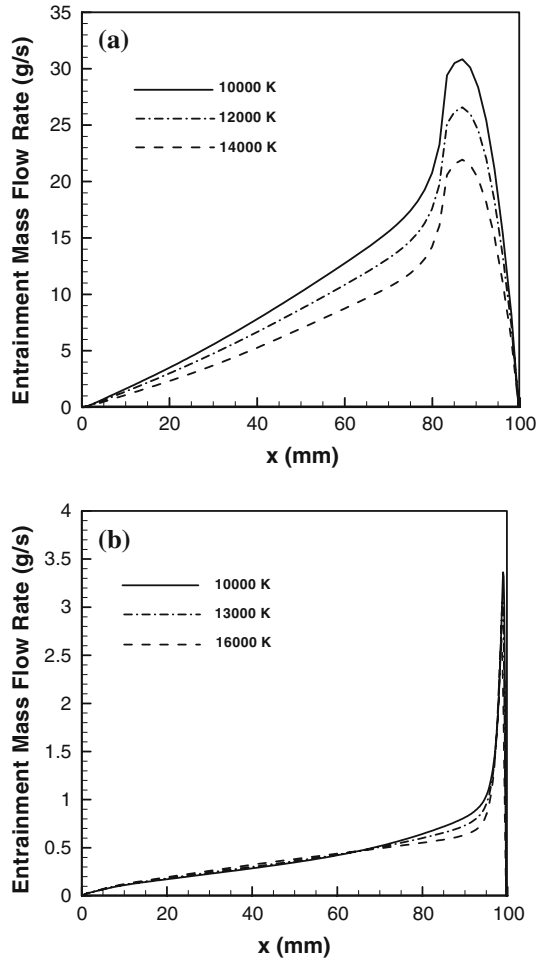 (a)
10000 K
12000 K
14000 K
Entrainment Mass Flow Rate (g/s)
35
30
25
20
15
10
5
0
0 20 40 60 80 100
x (mm)
(b)
10000 K
13000 K
16000 K
Entrainment Mass Flow Rate (g/s)
4
3.5
3
2.5
2
1.5
1
0.5
0
0 20 40 60 80 100
x (mm)